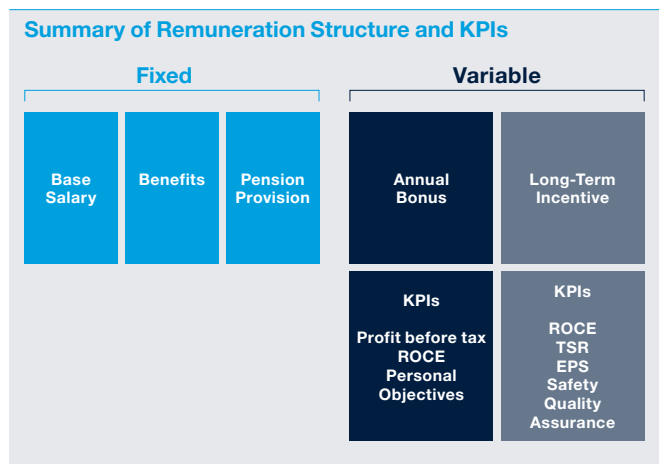 Summary of Remuneration Structure and KPIs
Fixed
Variable
Base
Salary
Benefits
Pension
Provision
Annual
Bonus
Long-Term
Incentive
KPIs
Profit before tax
ROCE
Personal
Objectives
KPIs
ROCE
TSR
EPS
Safety
Quality
Assurance